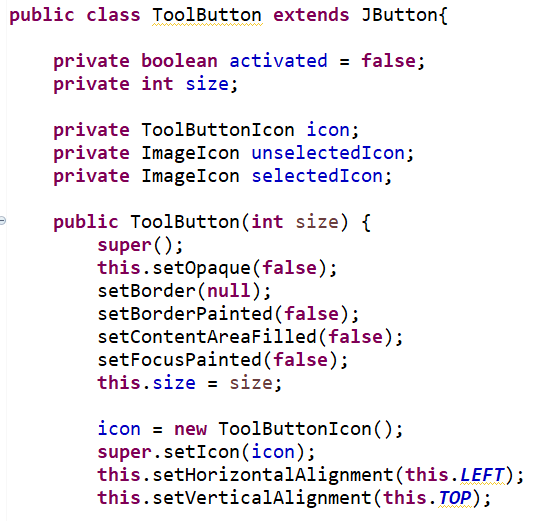 public class ToolButton extends JButton{
private boolean activated = false;
private int size;
private ToolButtonIcon icon;
private ImageIcon unselectedIcon;
private ImageIcon selectedIcon;
public ToolButton(int size) {
super();
this.setOpaque(false);
setBorder(null);
setBorderPainted(false);
setContentAreaFilled(false);
setFocusPainted(false);
this.size = size;
icon = new ToolButtonIcon();
super.setIcon(icon);
this.setHorizontalAlignment(this.LEFT);
this.setVerticalAlignment(this.TOP);